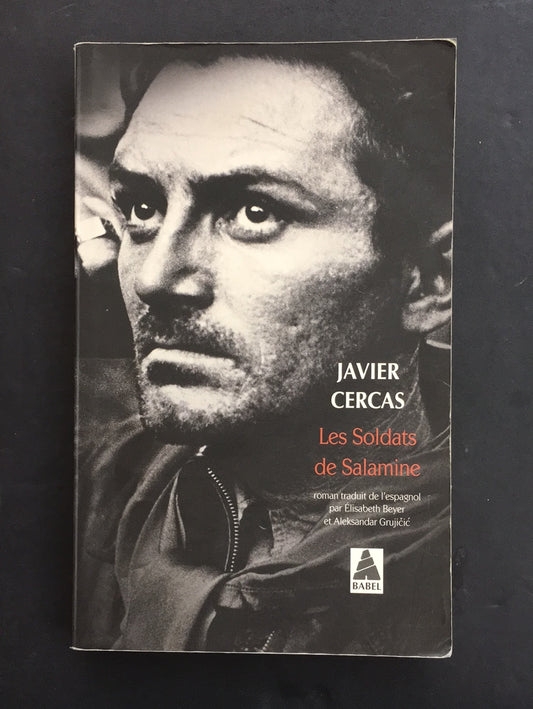 JAVIER
CERCAS
Les Soldats
de Salamine
roman traduit de l'espagnol
par Élisabeth Beyer
et Aleksandar Grujičić
BABEL